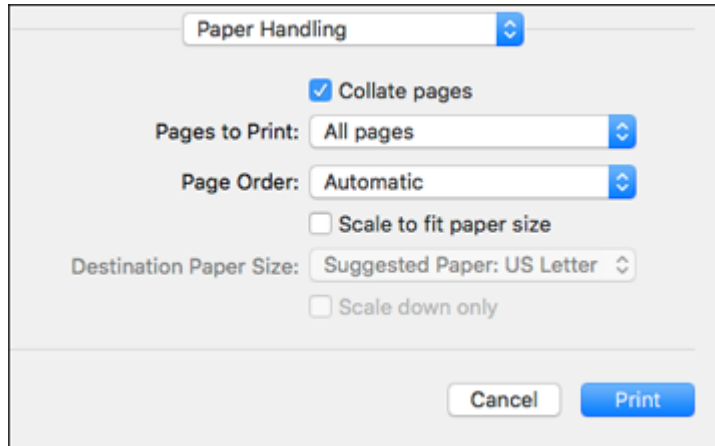 Paper Handling
Collate pages
Pages to Print: All pages
Page Order: Automatic
Scale to fit paper size
Destination Paper Size: Suggested Paper: US Letter
Scale down only
Cancel Print